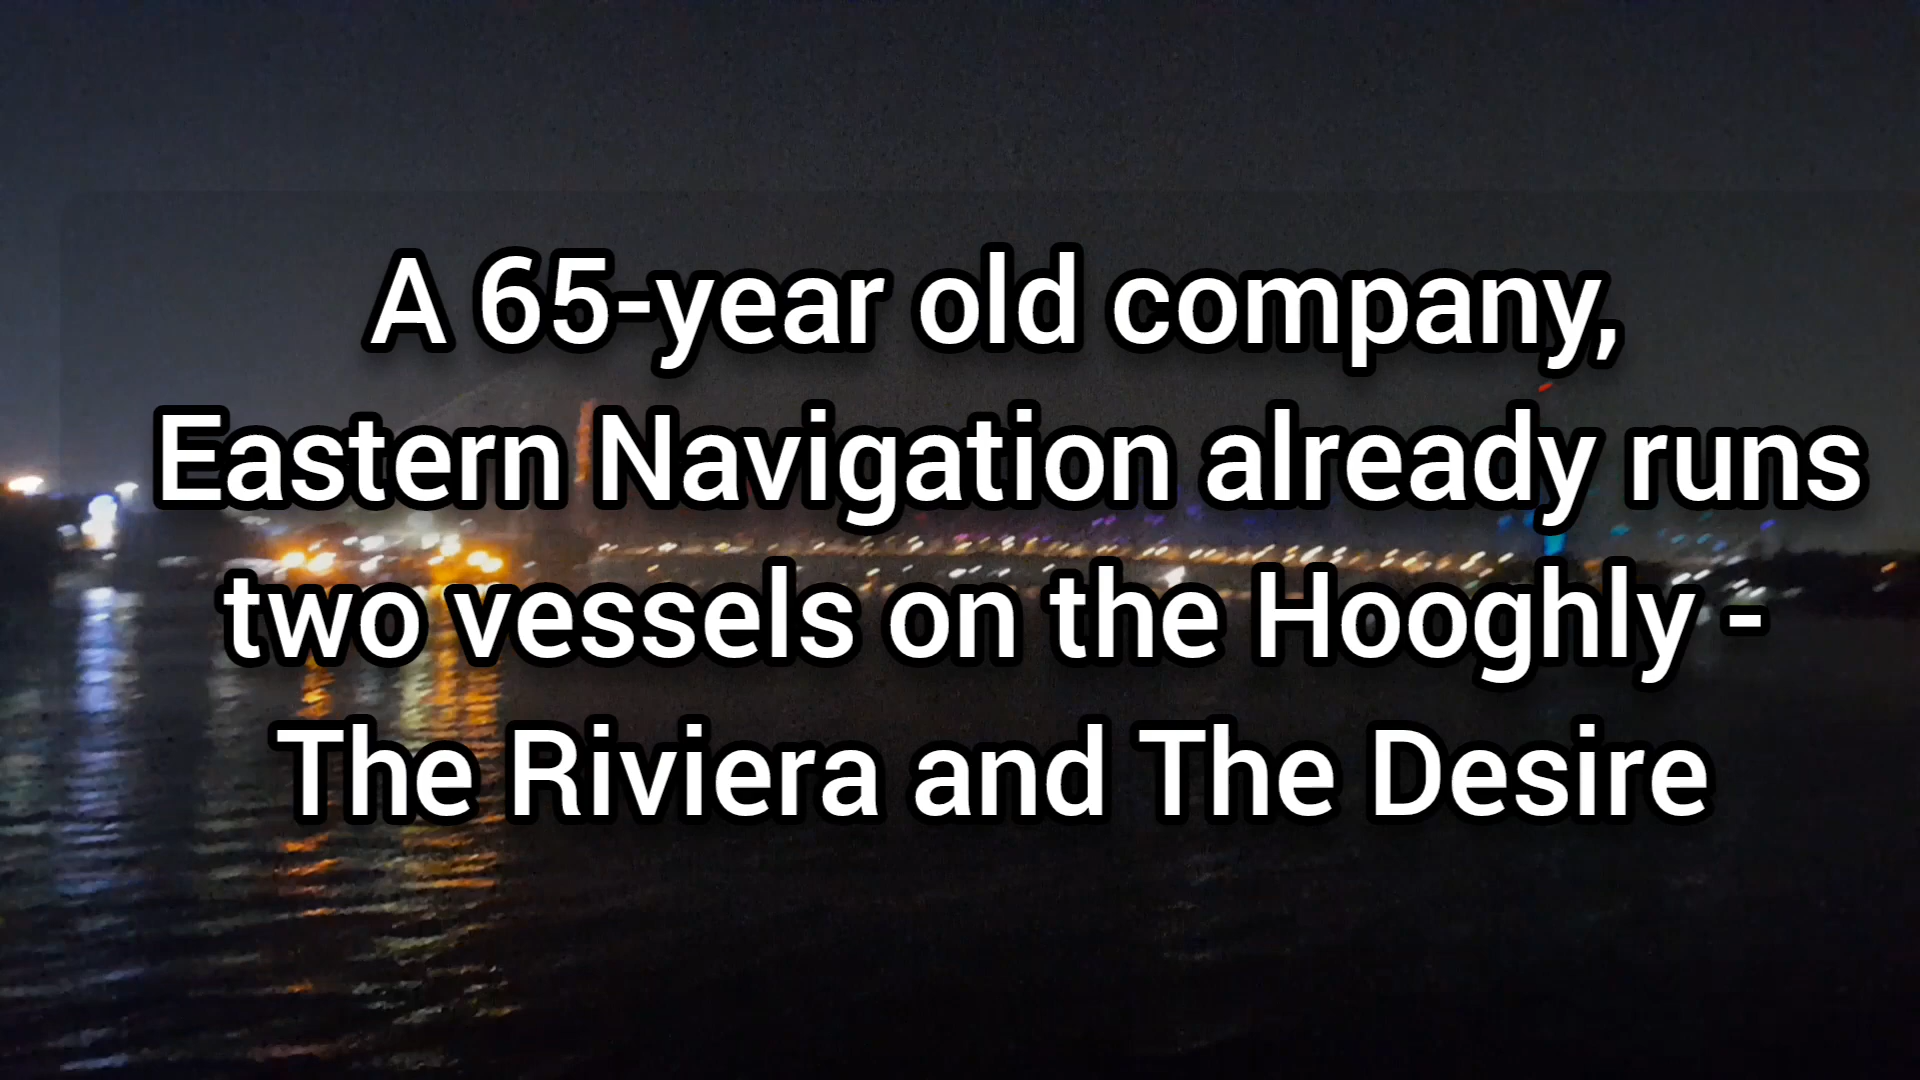 A 65-year old company,
Eastern Navigation already runs
two vessels on the Hooghly -
The Riviera and The Desire